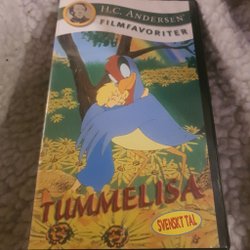 H.C. ANDERSEN
FILMFAVORITER
TUMMELISA
SVENSKT TAL